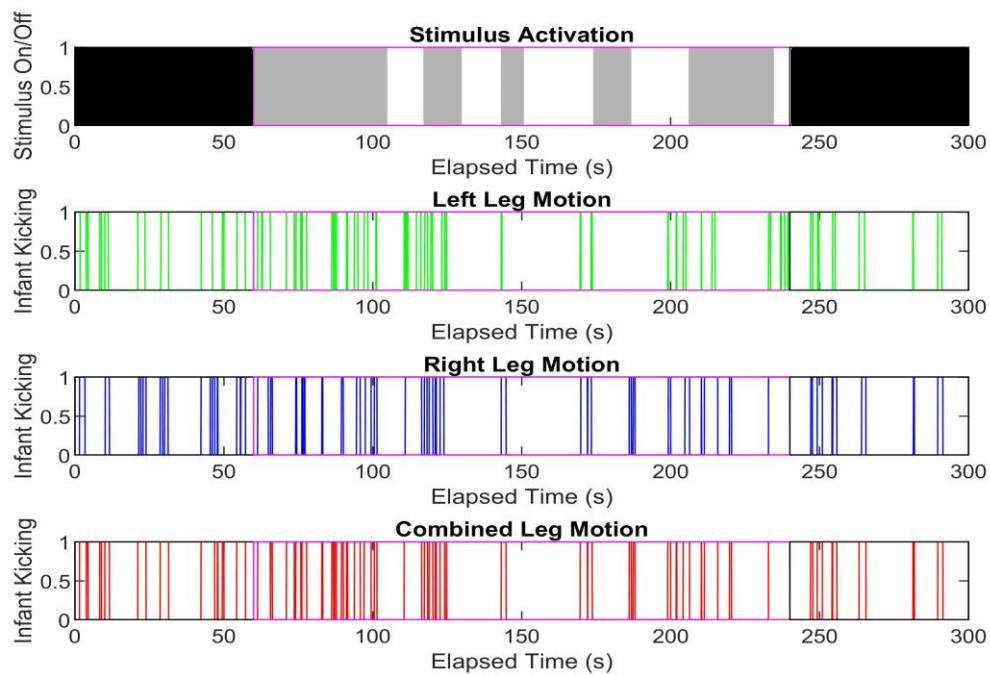 Stimulus Activation
Stimulus On/Off
1
0.5
0
0 50 100 150 200 250 300
Elapsed Time (s)
Left Leg Motion
Infant Kicking
1
0.5
0
0 50 100 150 200 250 300
Elapsed Time (s)
Right Leg Motion
Infant Kicking
1
0.5
0
0 50 100 150 200 250 300
Elapsed Time (s)
Combined Leg Motion
Infant Kicking
1
0.5
0
0 50 100 150 200 250 300
Elapsed Time (s)